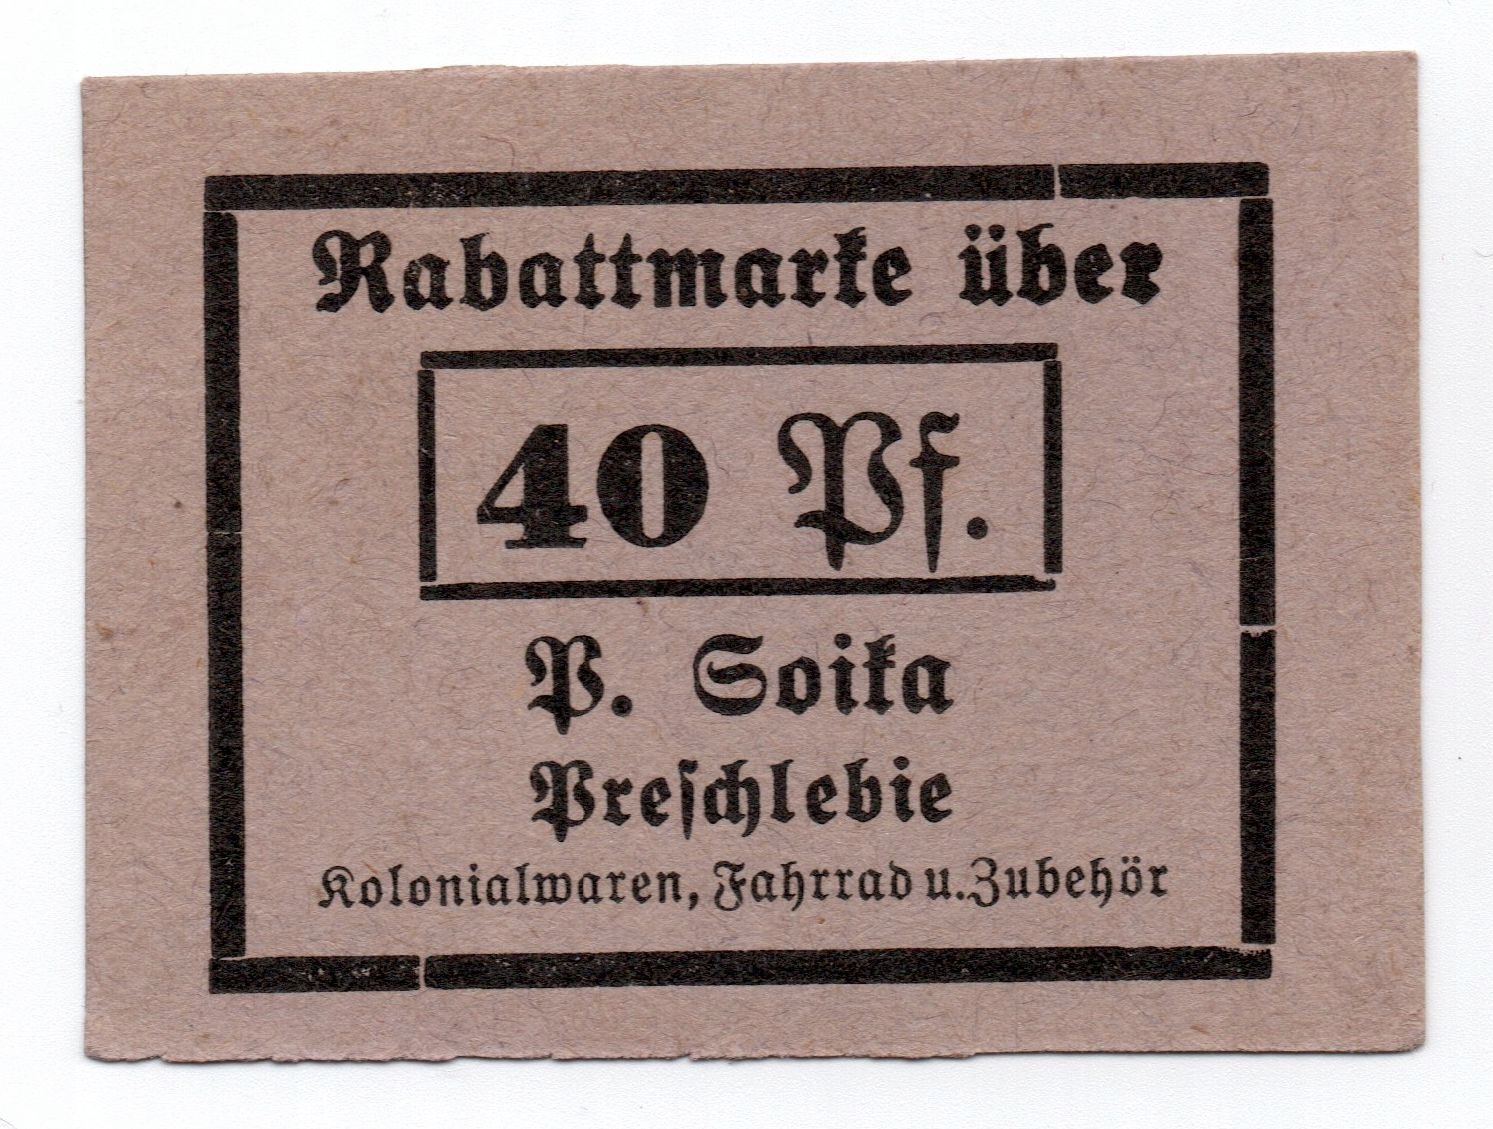 Rabattmarke über
40 Pf.
P. Soika
Preschlebie
Kolonialwaren, Fahrrad u. Zubehör